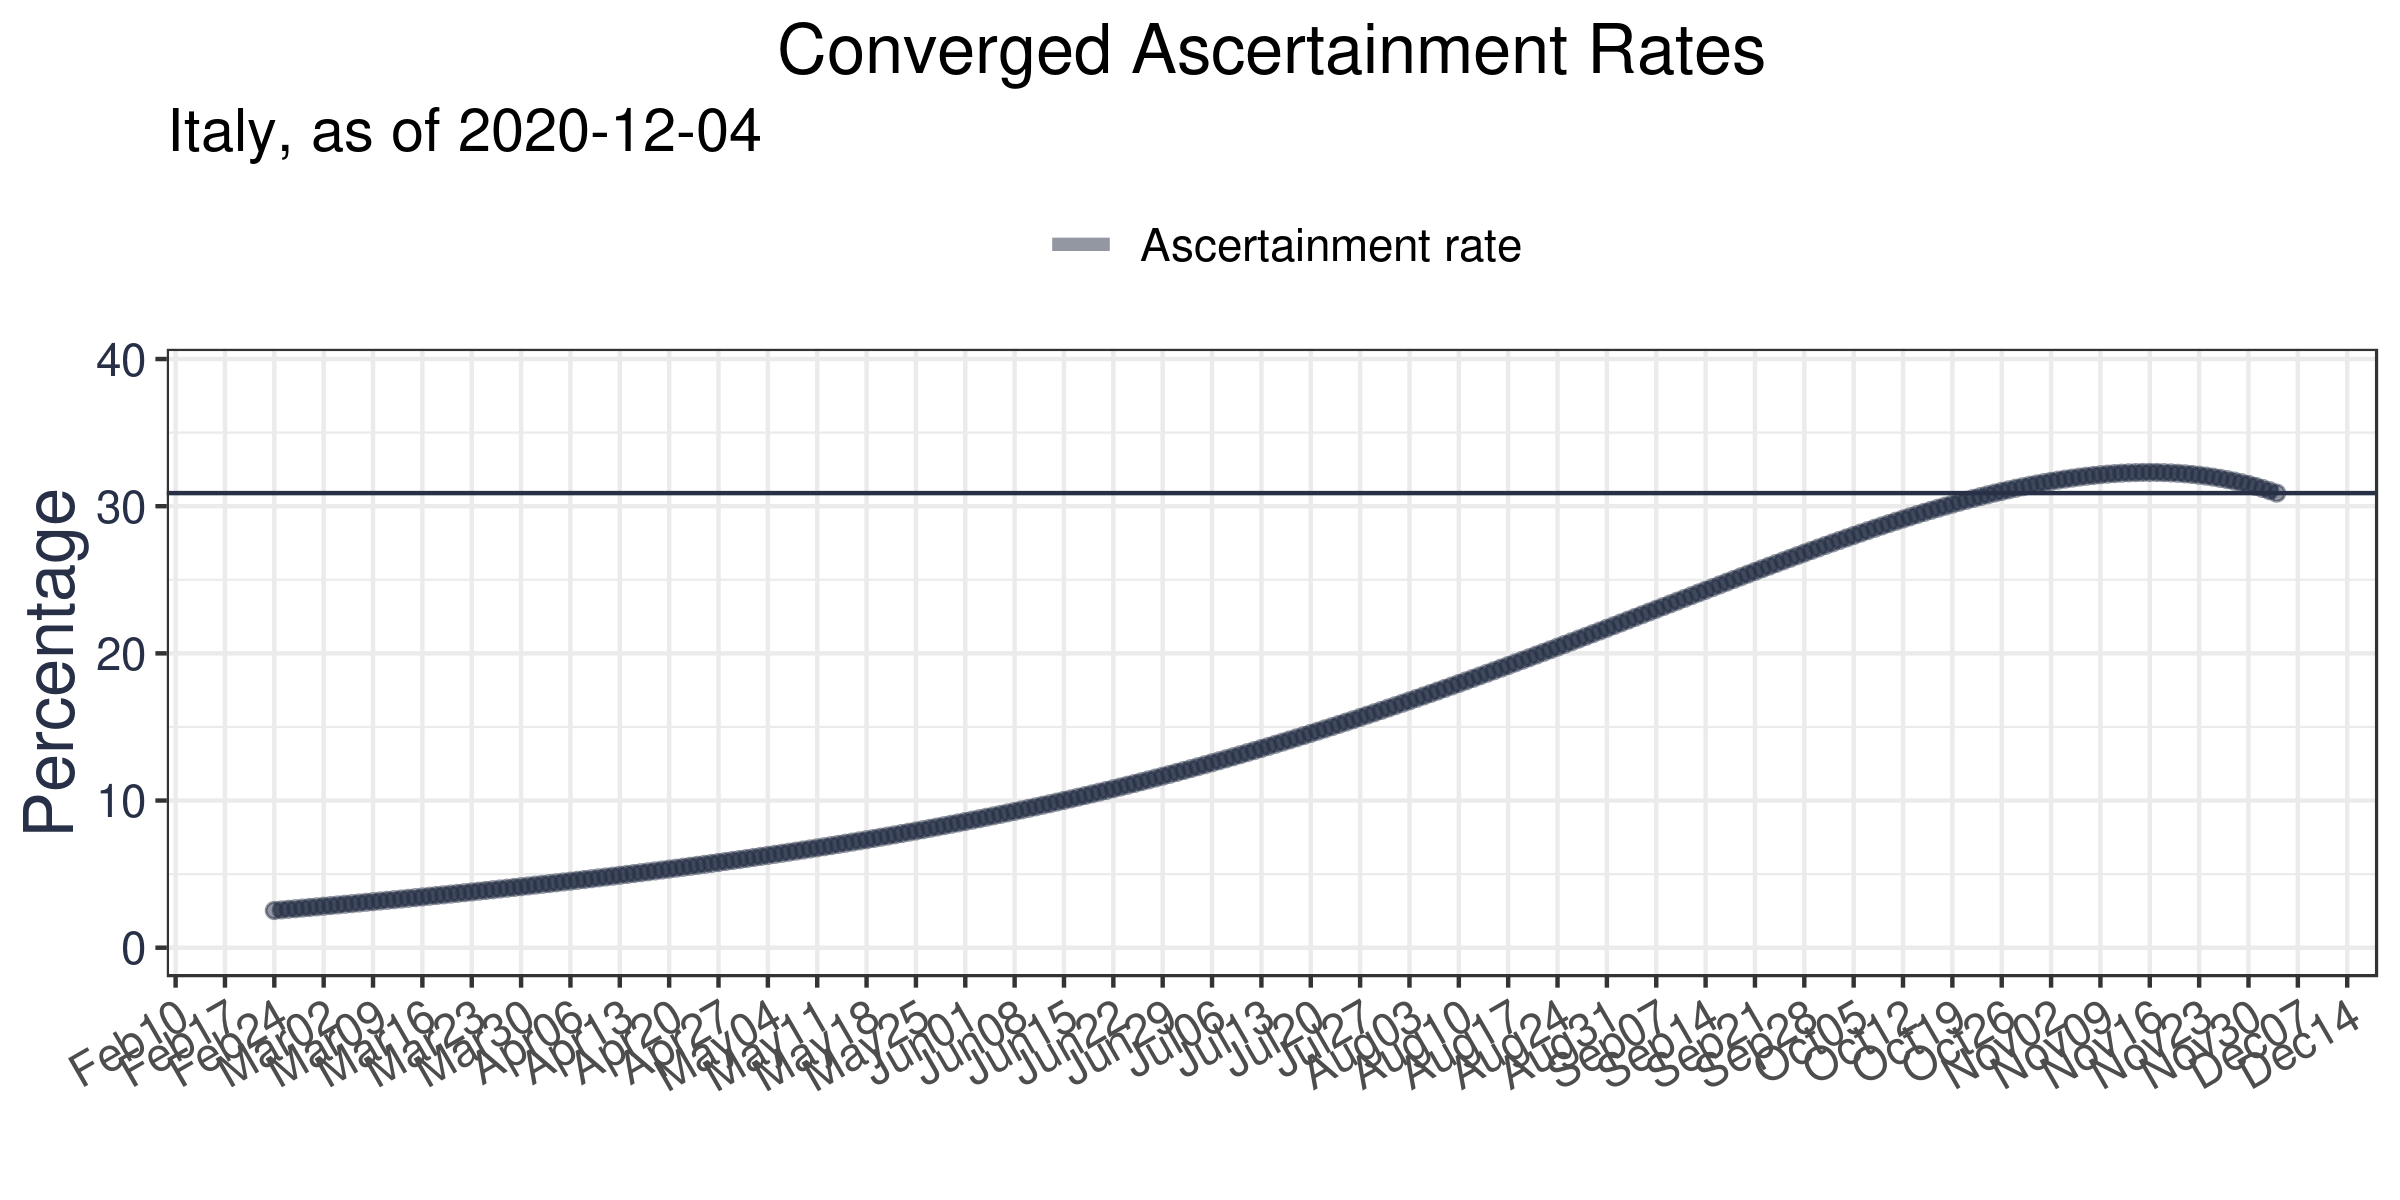 Converged Ascertainment Rates
Italy, as of 2020-12-04
Ascertainment rate
Percentage
40
30
20
10
0
Feb10
Feb17
Feb24
Mar02
Mar09
Mar16
Mar23
Mar30
Apr06
Apr13
Apr20
Apr27
May04
May11
May18
May25
Jun01
Jun08
Jun15
Jun22
Jun29
Jul06
Jul13
Jul20
Jul27
Aug03
Aug10
Aug17
Aug24
Aug31
Sep07
Sep14
Sep21
Sep28
Oct05
Oct12
Oct19
Oct26
Nov02
Nov09
Nov16
Nov23
Nov30
Dec07
Dec14